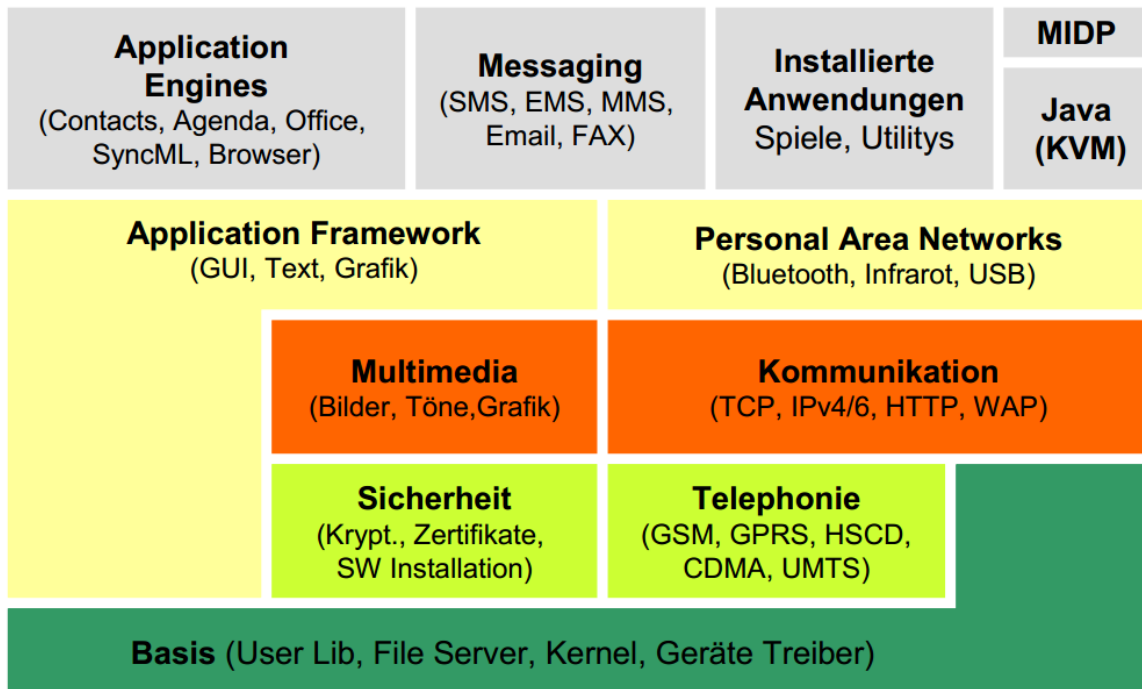 Application
Engines
(Contacts, Agenda, Office,
SyncML, Browser)
Messaging
(SMS, EMS, MMS,
Email, FAX)
Installierte
Anwendungen
Spiele, Utilitys
MIDP
Java
(KVM)
Application Framework
(GUI, Text, Grafik)
Personal Area Networks
(Bluetooth, Infrarot, USB)
Multimedia
(Bilder, Töne,Grafik)
Kommunikation
(TCP, IPv4/6, HTTP, WAP)
Sicherheit
(Krypt., Zertifikate,
SW Installation)
Telephonie
(GSM, GPRS, HSCD,
CDMA, UMTS)
Basis (User Lib, File Server, Kernel, Geräte Treiber)